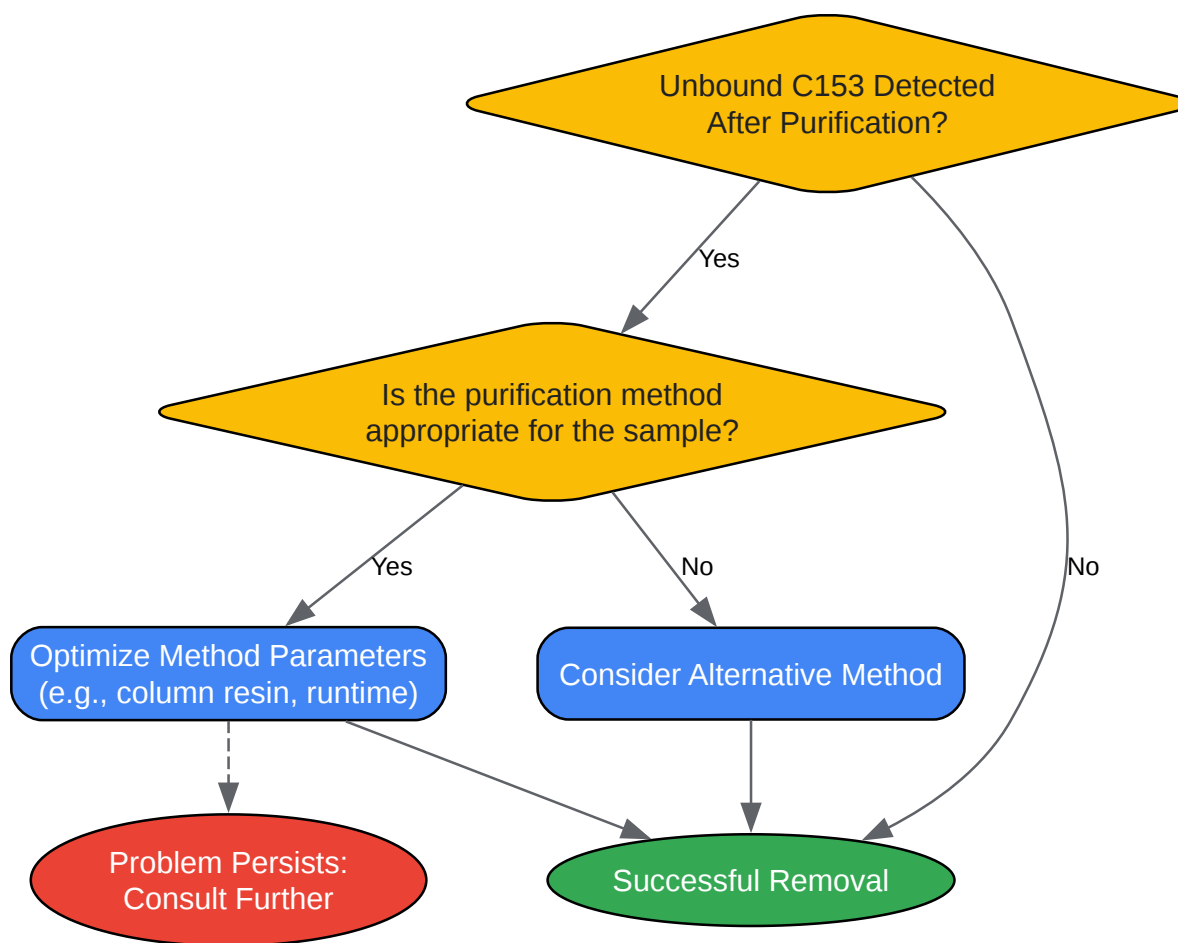 Unbound C153 Detected
After Purification?
Yes
Is the purification method
appropriate for the sample?
Yes
No
No
Optimize Method Parameters
(e.g., column resin, runtime)
Consider Alternative Method
Problem Persists:
Consult Further
Successful Removal